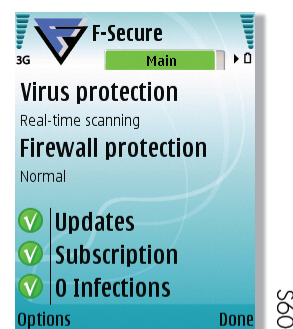 F-Secure
3G
Main
Virus protection
Real-time scanning
Firewall protection
Normal
Updates
Subscription
0 Infections
Options
Done
S60